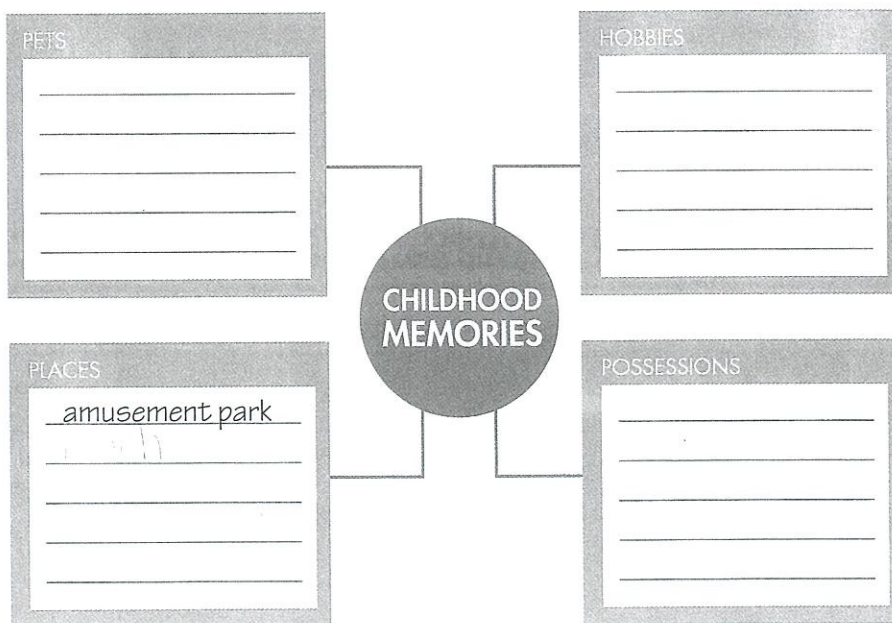 PETS
HOBBIES
CHILDHOOD
MEMORIES
PLACES
amusement park
POSSESSIONS